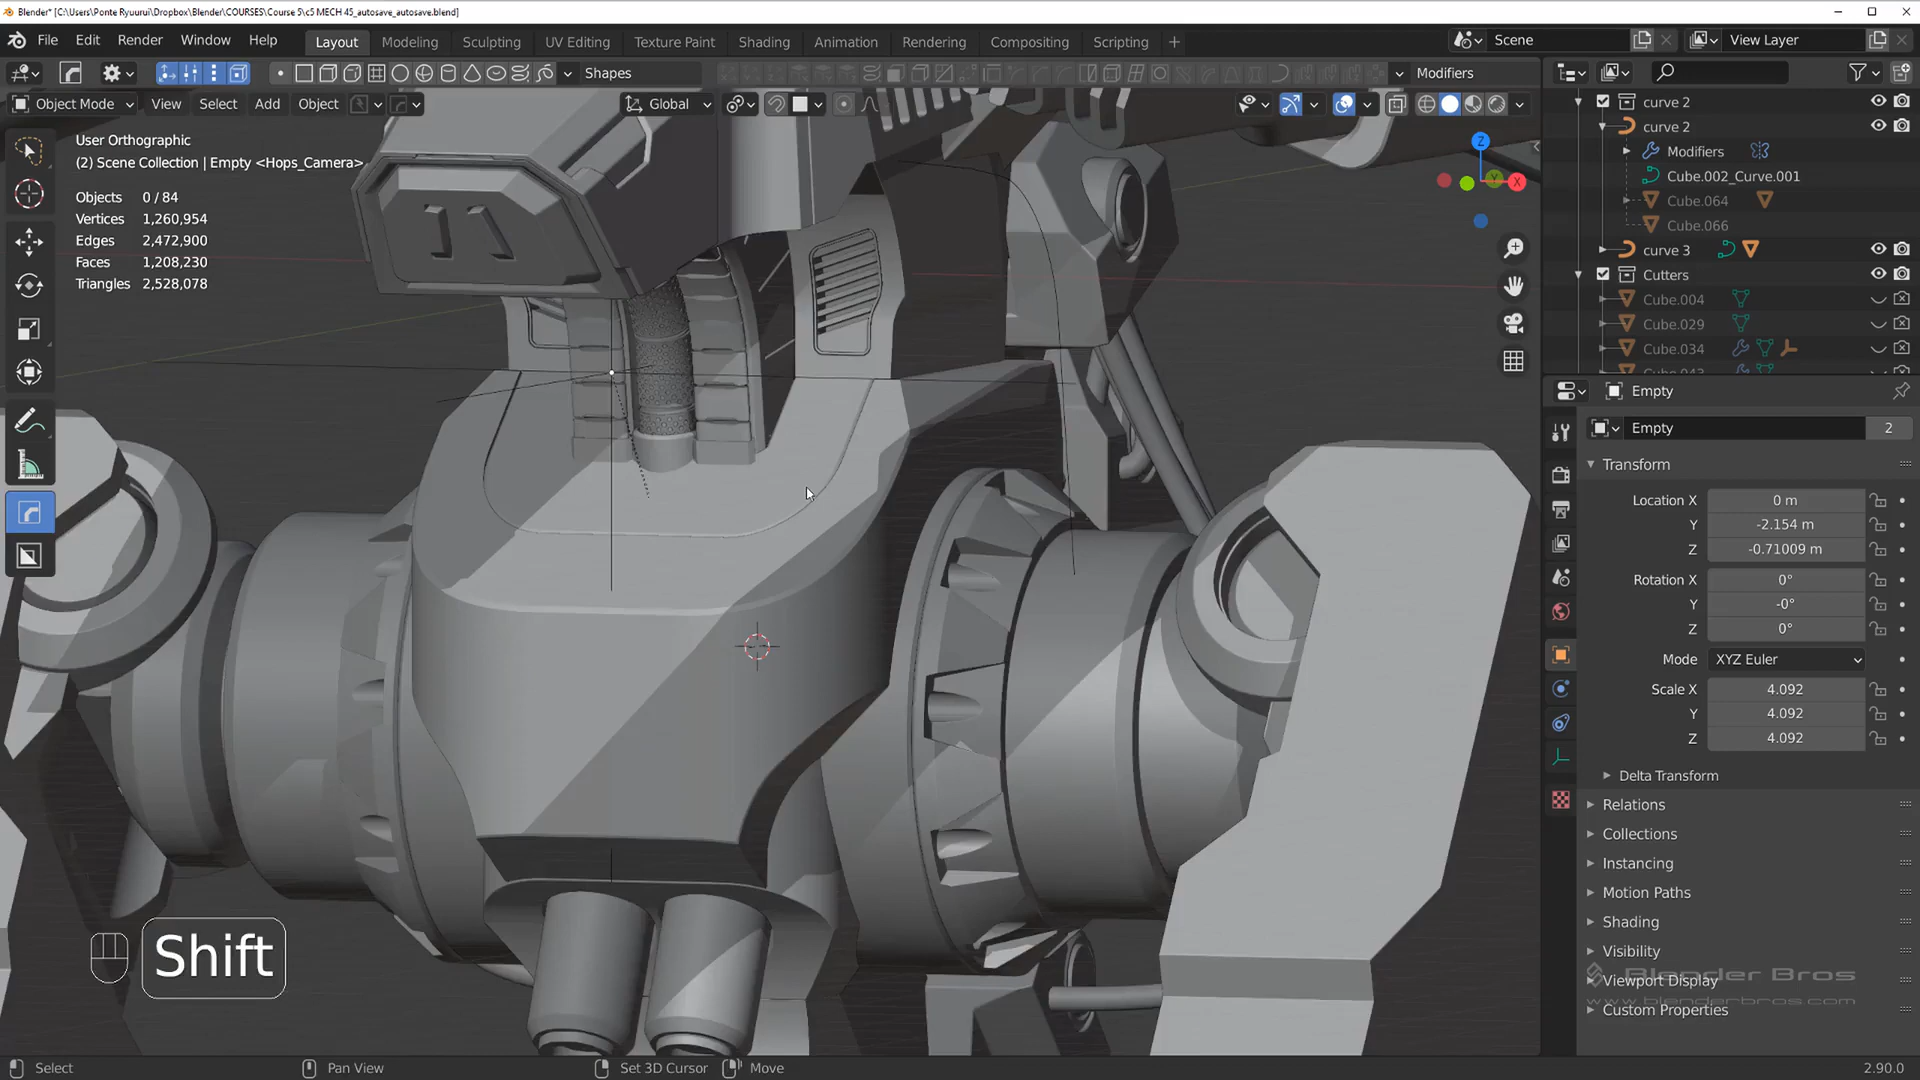 Blender* [C:\Users\Ponte Ryuurui\Dropbox\Blender\COURSES\Course 5\c5 MECH 45_autosave_autosave.blend]
File Edit Render Window Help Layout Modeling Sculpting UV Editing Texture Paint Shading Animation Rendering Compositing Scripting + Scene View Layer
Shapes Modifiers
Object Mode View Select Add Object Global
User Orthographic
(2) Scene Collection | Empty <Hops_Camera>
Objects 0 / 84
Vertices 1,260,954
Edges 2,472,900
Faces 1,208,230
Triangles 2,528,078
Z
X
Y
curve 2
curve 2
Modifiers
Cube.002_Curve.001
Cube.064
Cube.066
curve 3
Cutters
Cube.004
Cube.029
Cube.034
Empty
Empty 2
Transform
Location X 0 m
Y -2.154 m
Z -0.71009 m
Rotation X 0°
Y -0°
Z 0°
Mode XYZ Euler
Scale X 4.092
Y 4.092
Z 4.092
Delta Transform
Relations
Collections
Instancing
Motion Paths
Shading
Visibility
Viewport Display
Custom Properties
Blender Bros
www.blenderbros.com
Shift
Select Pan View Set 3D Cursor Move 2.90.0